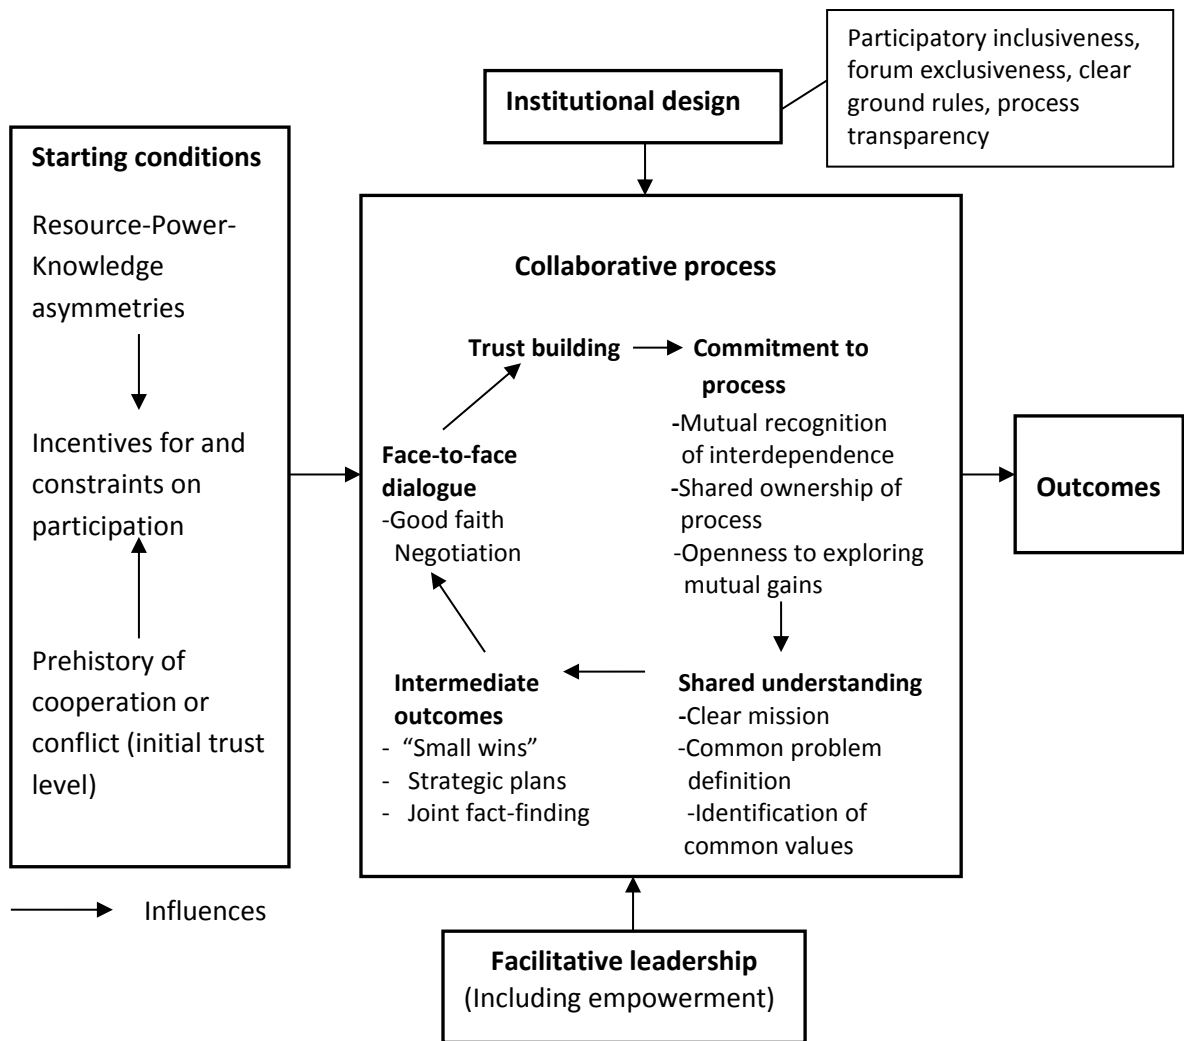 Participatory inclusiveness,
forum exclusiveness, clear
ground rules, process
transparency
Institutional design
Starting conditions
Resource-Power-
Knowledge
asymmetries
Incentives for and
constraints on
participation
Prehistory of
cooperation or
conflict (initial trust
level)
Collaborative process
Trust building
Commitment to
process
-Mutual recognition
of interdependence
-Shared ownership of
process
-Openness to exploring
mutual gains
Face-to-face
dialogue
-Good faith
Negotiation
Intermediate
outcomes
- “Small wins”
- Strategic plans
- Joint fact-finding
Shared understanding
-Clear mission
-Common problem
definition
-Identification of
common values
Outcomes
Influences
Facilitative leadership
(Including empowerment)